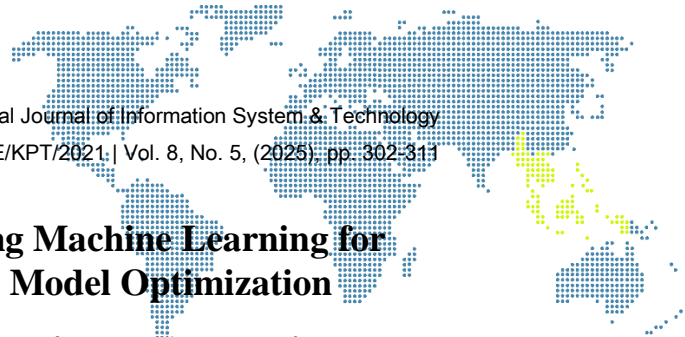 al Journal of Information System & Technology
E/KPT/2021 | Vol. 8, No. 5, (2025), pp. 302-311
ng Machine Learning for
Model Optimization